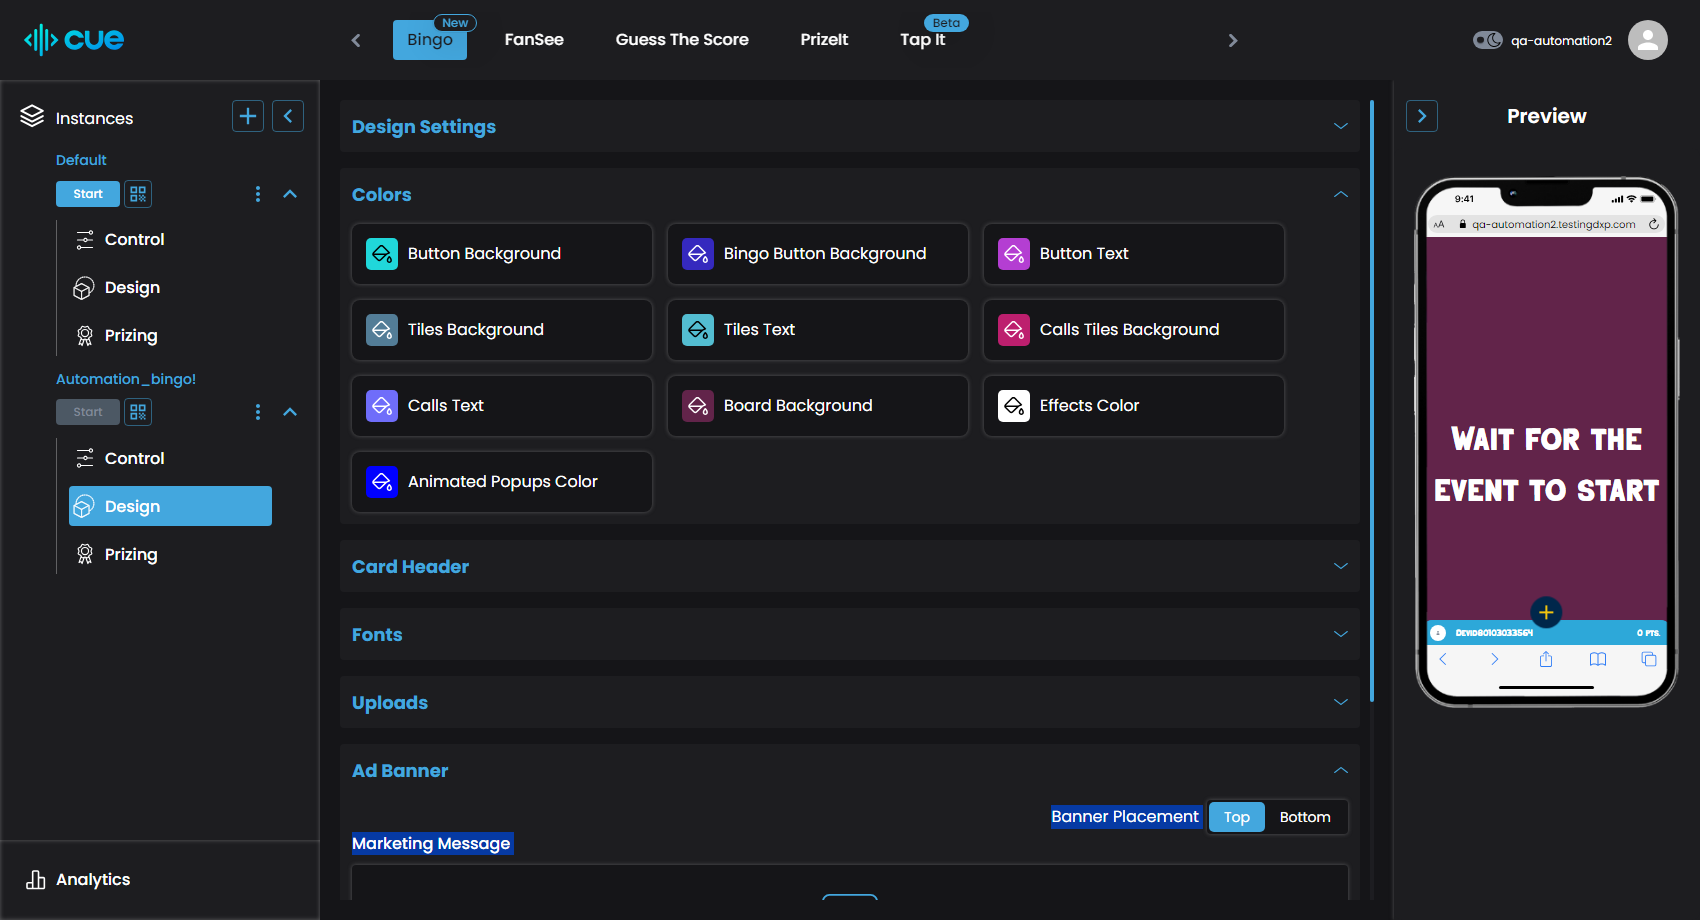 cue
Bingo
New
FanSee
Guess The Score
PrizeIt
Tap It
Beta
qa-automation2
Instances
Default
Start
Control
Design
Prizing
Automation_bingo!
Start
Control
Design
Prizing
Analytics
Design Settings
Colors
Button Background
Bingo Button Background
Button Text
Tiles Background
Tiles Text
Calls Tiles Background
Calls Text
Board Background
Effects Color
Animated Popups Color
Card Header
Fonts
Uploads
Ad Banner
Banner Placement
Top
Bottom
Marketing Message
Preview
9:41
AA
qa-automation2.testingdxp.com
WAIT FOR THE
EVENT TO START
0 PTS.